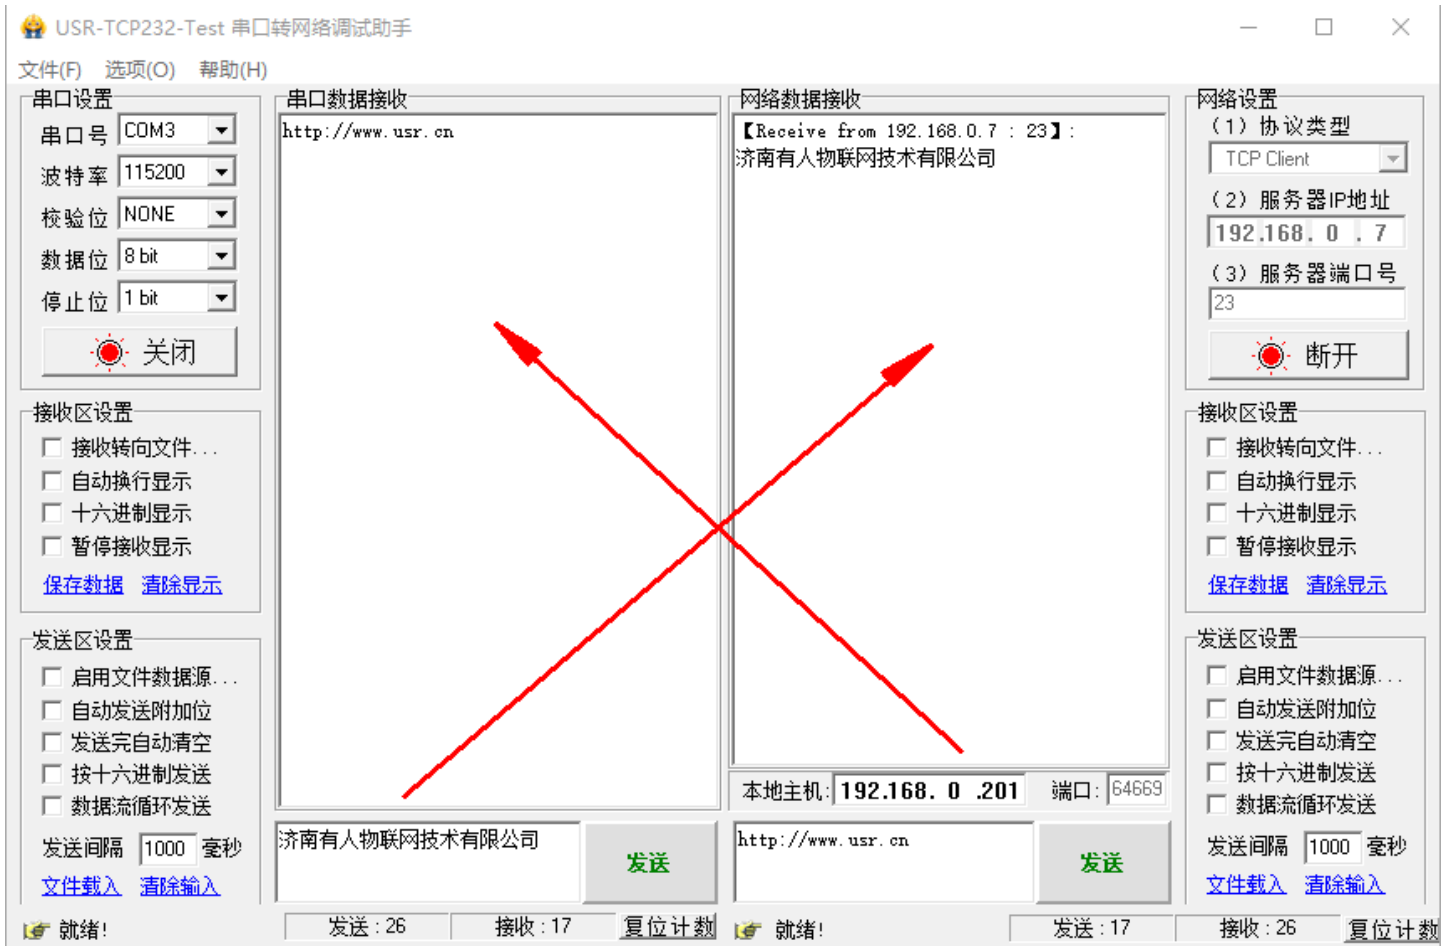 USR-TCP232-Test 串口转网络调试助手
文件(F) 选项(O) 帮助(H)
串口设置
串口号 COM3
波特率 115200
校验位 NONE
数据位 8 bit
停止位 1 bit
关闭
接收区设置
接收转向文件...
自动换行显示
十六进制显示
暂停接收显示
保存数据 清除显示
发送区设置
启用文件数据源...
自动发送附加位
发送完自动清空
按十六进制发送
数据流循环发送
发送间隔 1000 毫秒
文件载入 清除输入
就绪!
串口数据接收
http://www.usr.cn
济南有人物联网技术有限公司
发送
发送 : 26 接收 : 17 复位计数
网络数据接收
【Receive from 192.168.0.7 : 23】:
济南有人物联网技术有限公司
本地主机: 192.168. 0 .201 端口: 64669
http://www.usr.cn
发送
就绪!
发送 : 17 接收 : 26 复位计数
网络设置
(1) 协议类型
TCP Client
(2) 服务器IP地址
192.168. 0 . 7
(3) 服务器端口号
23
断开
接收区设置
接收转向文件...
自动换行显示
十六进制显示
暂停接收显示
保存数据 清除显示
发送区设置
启用文件数据源...
自动发送附加位
发送完自动清空
按十六进制发送
数据流循环发送
发送间隔 1000 毫秒
文件载入 清除输入